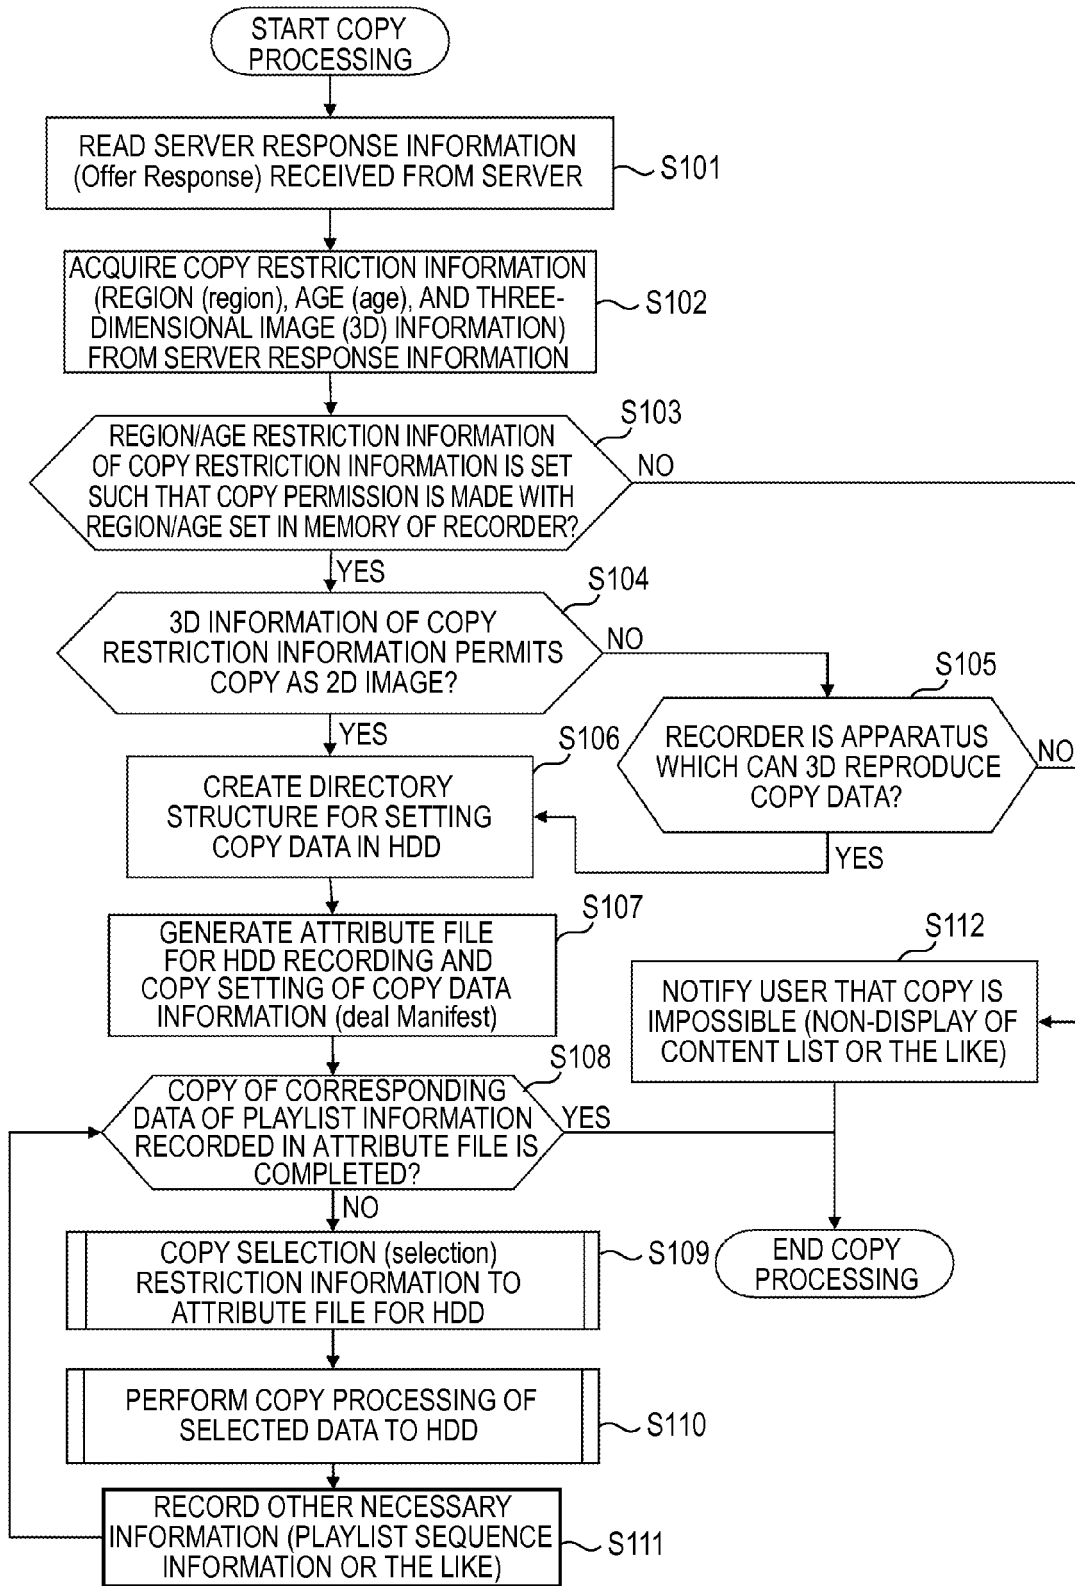 START COPY
PROCESSING
READ SERVER RESPONSE INFORMATION
(Offer Response) RECEIVED FROM SERVER
S101
ACQUIRE COPY RESTRICTION INFORMATION
(REGION (region), AGE (age), AND THREE-
DIMENSIONAL IMAGE (3D) INFORMATION)
FROM SERVER RESPONSE INFORMATION
S102
REGION/AGE RESTRICTION INFORMATION
OF COPY RESTRICTION INFORMATION IS SET
SUCH THAT COPY PERMISSION IS MADE WITH
REGION/AGE SET IN MEMORY OF RECORDER?
S103
NO
YES
3D INFORMATION OF COPY
RESTRICTION INFORMATION PERMITS
COPY AS 2D IMAGE?
S104
NO
YES
RECORDER IS APPARATUS
WHICH CAN 3D REPRODUCE
COPY DATA?
S105
NO
YES
CREATE DIRECTORY
STRUCTURE FOR SETTING
COPY DATA IN HDD
S106
GENERATE ATTRIBUTE FILE
FOR HDD RECORDING AND
COPY SETTING OF COPY DATA
INFORMATION (deal Manifest)
S107
NOTIFY USER THAT COPY IS
IMPOSSIBLE (NON-DISPLAY OF
CONTENT LIST OR THE LIKE)
S112
COPY OF CORRESPONDING
DATA OF PLAYLIST INFORMATION
RECORDED IN ATTRIBUTE FILE IS
COMPLETED?
S108
YES
NO
COPY SELECTION (selection)
RESTRICTION INFORMATION TO
ATTRIBUTE FILE FOR HDD
S109
END COPY
PROCESSING
PERFORM COPY PROCESSING OF
SELECTED DATA TO HDD
S110
RECORD OTHER NECESSARY
INFORMATION (PLAYLIST SEQUENCE
INFORMATION OR THE LIKE)
S111